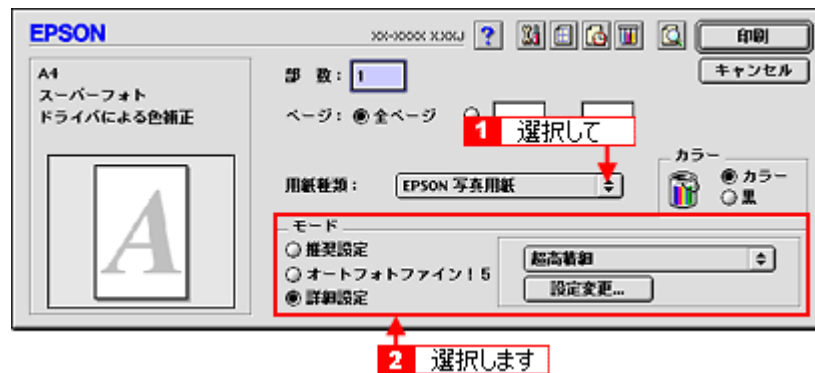 EPSON
XX-XXXX X.XXJ ?
印刷
キャンセル
A4
スーパーフォト
ドライバによる色補正
部 数：1
ページ：全ページ
1 選択して
用紙種類：EPSON 写真用紙
カラー
カラー
黒
A
モード
推奨設定
オートフォトファイン！5
詳細設定
超高精細
設定変更...
2 選択します